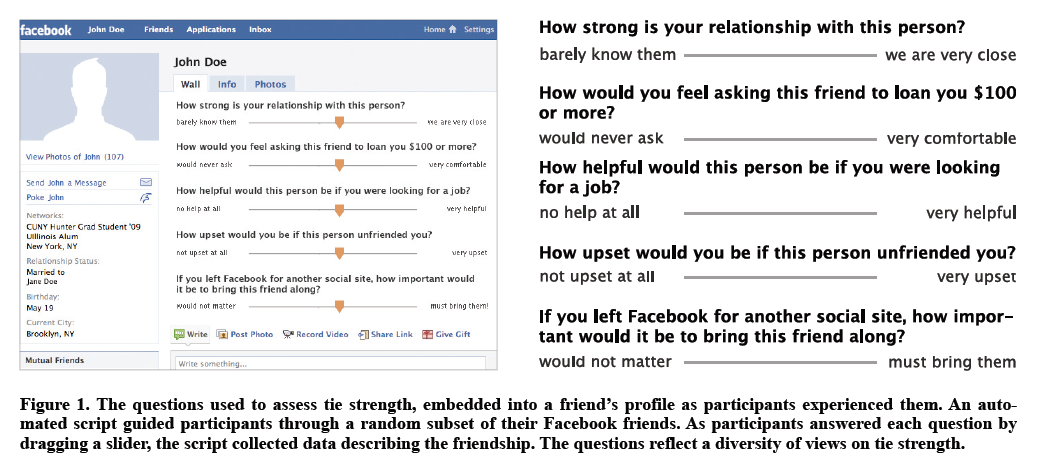 facebook John Doe Friends Applications Inbox Home Settings
John Doe
Wall Info Photos
How strong is your relationship with this person?
barely know them we are very close
How would you feel asking this friend to loan you $100 or more?
would never ask very comfortable
How helpful would this person be if you were looking for a job?
no help at all very helpful
How upset would you be if this person unfriended you?
not upset at all very upset
If you left Facebook for another social site, how important would
it be to bring this friend along?
would not matter must bring them!
Write Post Photo Record Video Share Link Give Gift
Write something...
View Photos of John (107)
Send John a Message
Poke John
Networks:
CUNY Hunter Grad Student '09
UIllinois Alum
New York, NY
Relationship Status:
Married to
Jane Doe
Birthday:
May 19
Current City:
Brooklyn, NY
Mutual Friends
How strong is your relationship with this person?
barely know them we are very close
How would you feel asking this friend to loan you $100
or more?
would never ask very comfortable
How helpful would this person be if you were looking
for a job?
no help at all very helpful
How upset would you be if this person unfriended you?
not upset at all very upset
If you left Facebook for another social site, how impor-
tant would it be to bring this friend along?
would not matter must bring them
Figure 1. The questions used to assess tie strength, embedded into a friend's profile as participants experienced them. An auto-
mated script guided participants through a random subset of their Facebook friends. As participants answered each question by
dragging a slider, the script collected data describing the friendship. The questions reflect a diversity of views on tie strength.